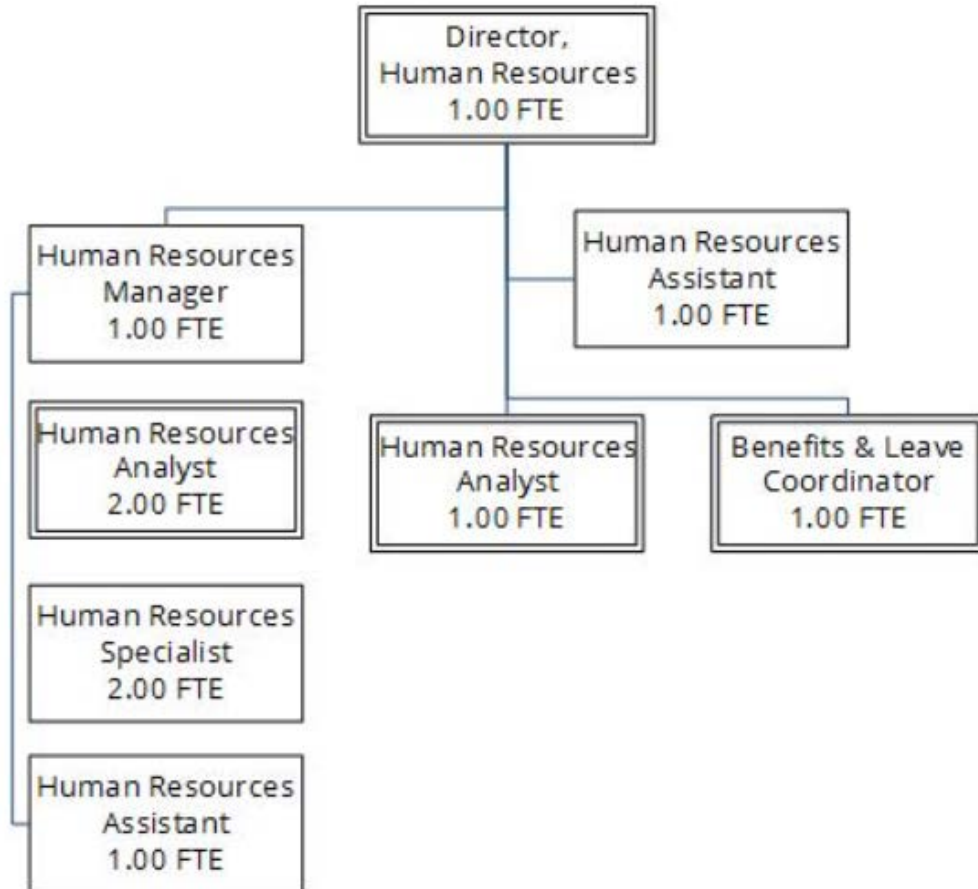 Director,
Human Resources
1.00 FTE
Human Resources
Manager
1.00 FTE
Human Resources
Assistant
1.00 FTE
Human Resources
Analyst
2.00 FTE
Human Resources
Analyst
1.00 FTE
Benefits & Leave
Coordinator
1.00 FTE
Human Resources
Specialist
2.00 FTE
Human Resources
Assistant
1.00 FTE